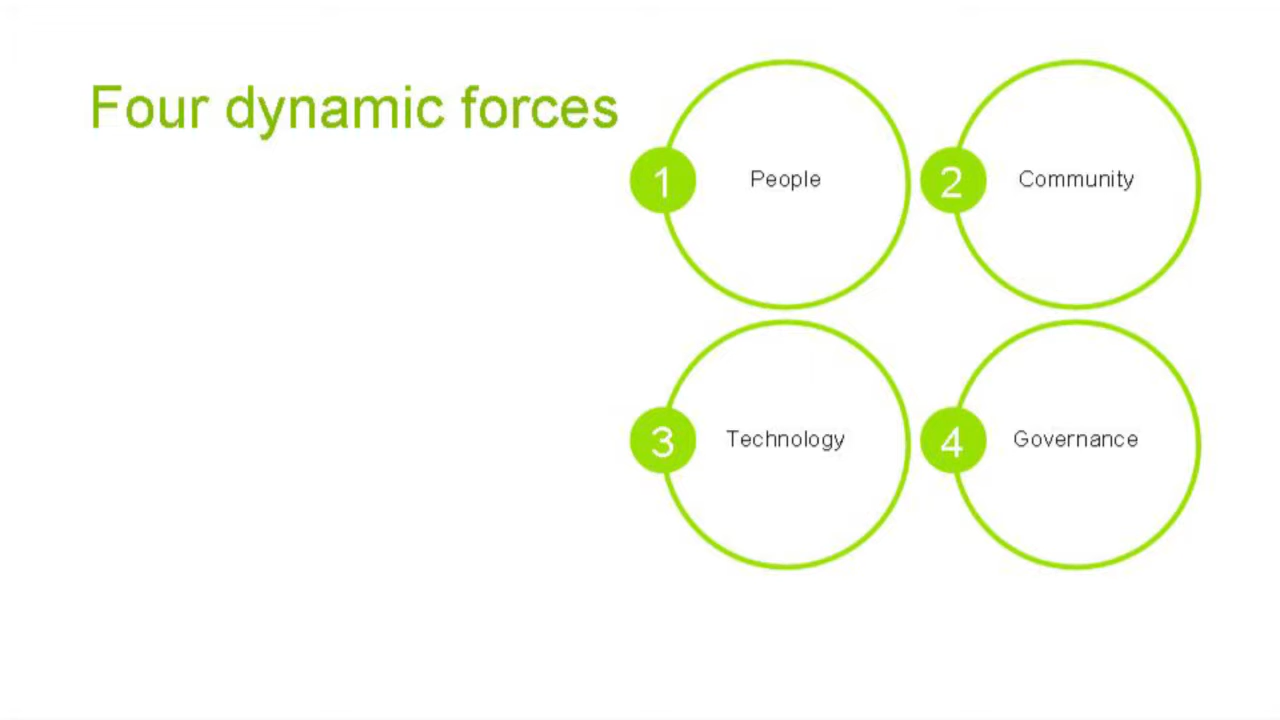 Four dynamic forces
1
People
2
Community
3
Technology
4
Governance